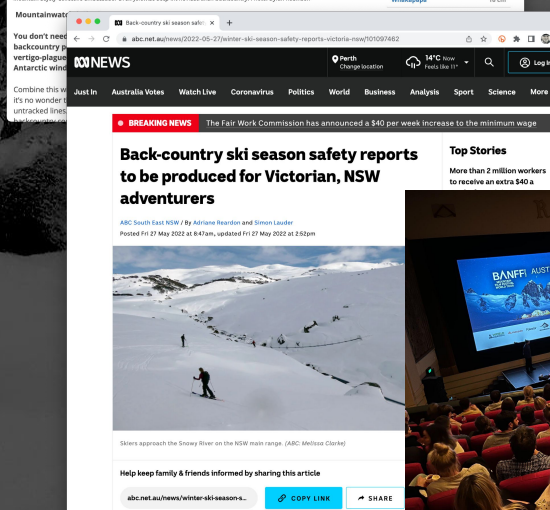 Mountainwat
You don't need
backcountry p
vertigo-plague
Antarctic wind
Combine this w
it's no wonder t
untracked lines
Back-country ski season safet
abc.net.au/news/2022-05-27/winter-ski-season-safety-reports-victoria-nsw/101097462
NEWS
Perth
Change location
14°C Now
Feels like 11°
Log In
Just In Australia Votes Watch Live Coronavirus Politics World Business Analysis Sport Science More
BREAKING NEWS The Fair Work Commission has announced a $40 per week increase to the minimum wage
Back-country ski season safety reports
to be produced for Victorian, NSW
adventurers
ABC South East NSW / By Adriane Reardon and Simon Lauder
Posted Fri 27 May 2022 at 8:47am, updated Fri 27 May 2022 at 2:52pm
Top Stories
More than 2 million workers
to receive an extra $40 a
BANFF AUST
Skiers approach the Snowy River on the NSW main range. (ABC: Melissa Clarke)
Help keep family & friends informed by sharing this article
abc.net.au/news/winter-ski-season-s...
COPY LINK
SHARE